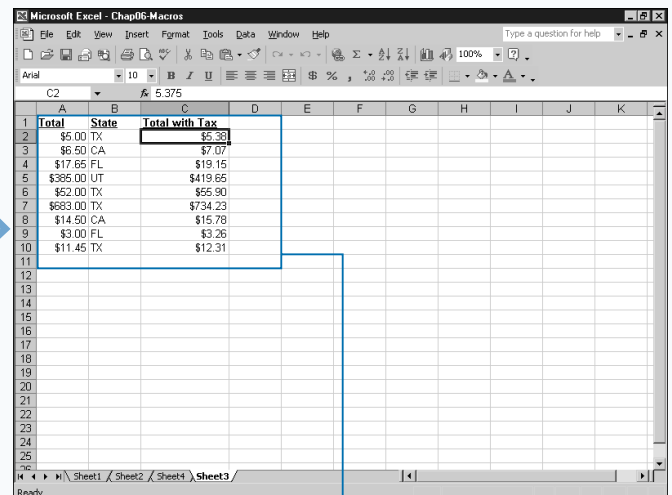 Microsoft Excel - Chap06-Macros
File Edit View Insert Format Tools Data Window Help Type a question for help
100%
Arial 10 B I U $ % ,
C2 fx 5.375
A B C D E F G H I J K
1 Total State Total with Tax
2 $5.00 TX $5.38
3 $6.50 CA $7.07
4 $17.65 FL $19.15
5 $385.00 UT $419.65
6 $52.00 TX $55.90
7 $683.00 TX $734.23
8 $14.50 CA $15.78
9 $3.00 FL $3.26
10 $11.45 TX $12.31
11
12
13
14
15
16
17
18
19
20
21
22
23
24
25
Sheet1 Sheet2 Sheet4 Sheet3
Ready